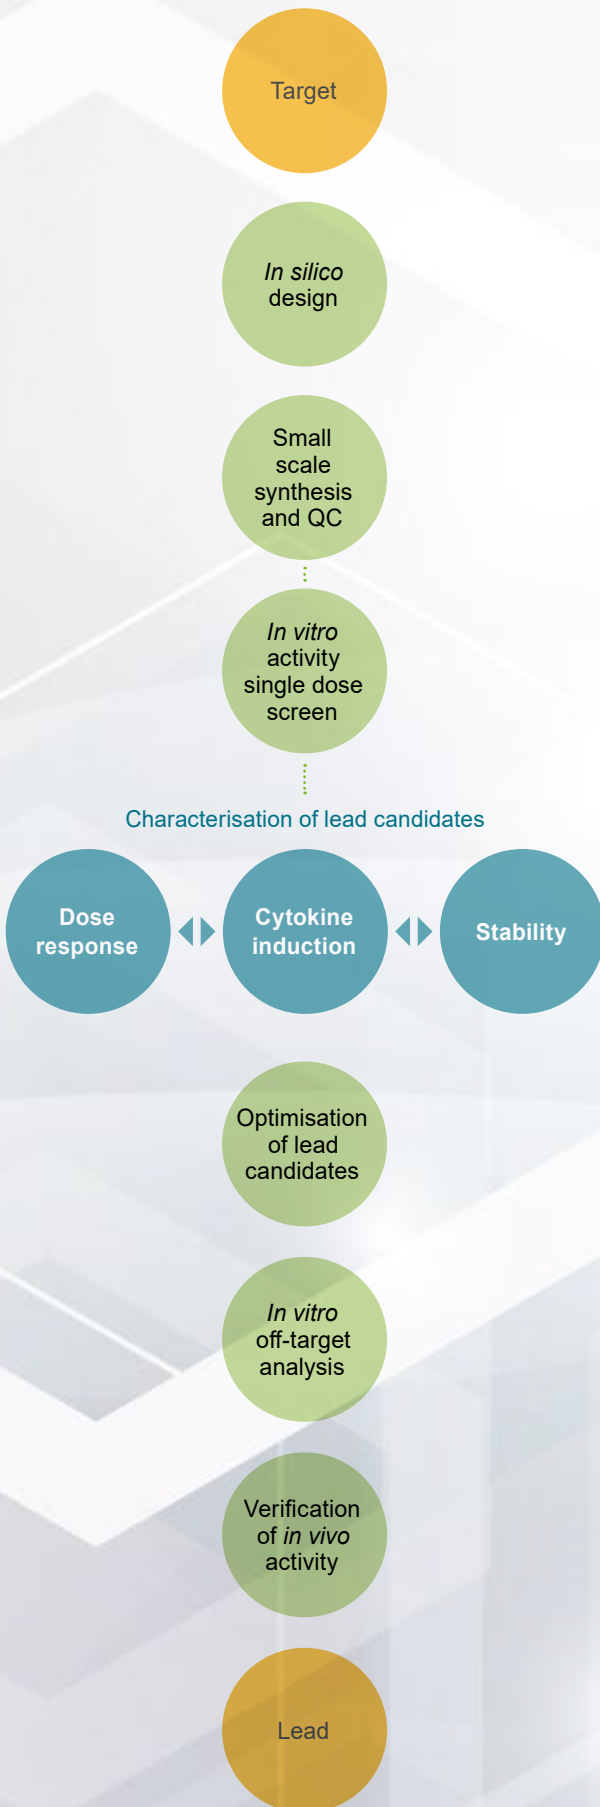 Target
In silico
design
Small
scale
synthesis
and QC
In vitro
activity
single dose
screen
Characterisation of lead candidates
Dose
response
Cytokine
induction
Stability
Optimisation
of lead
candidates
In vitro
off-target
analysis
Verification
of in vivo
activity
Lead